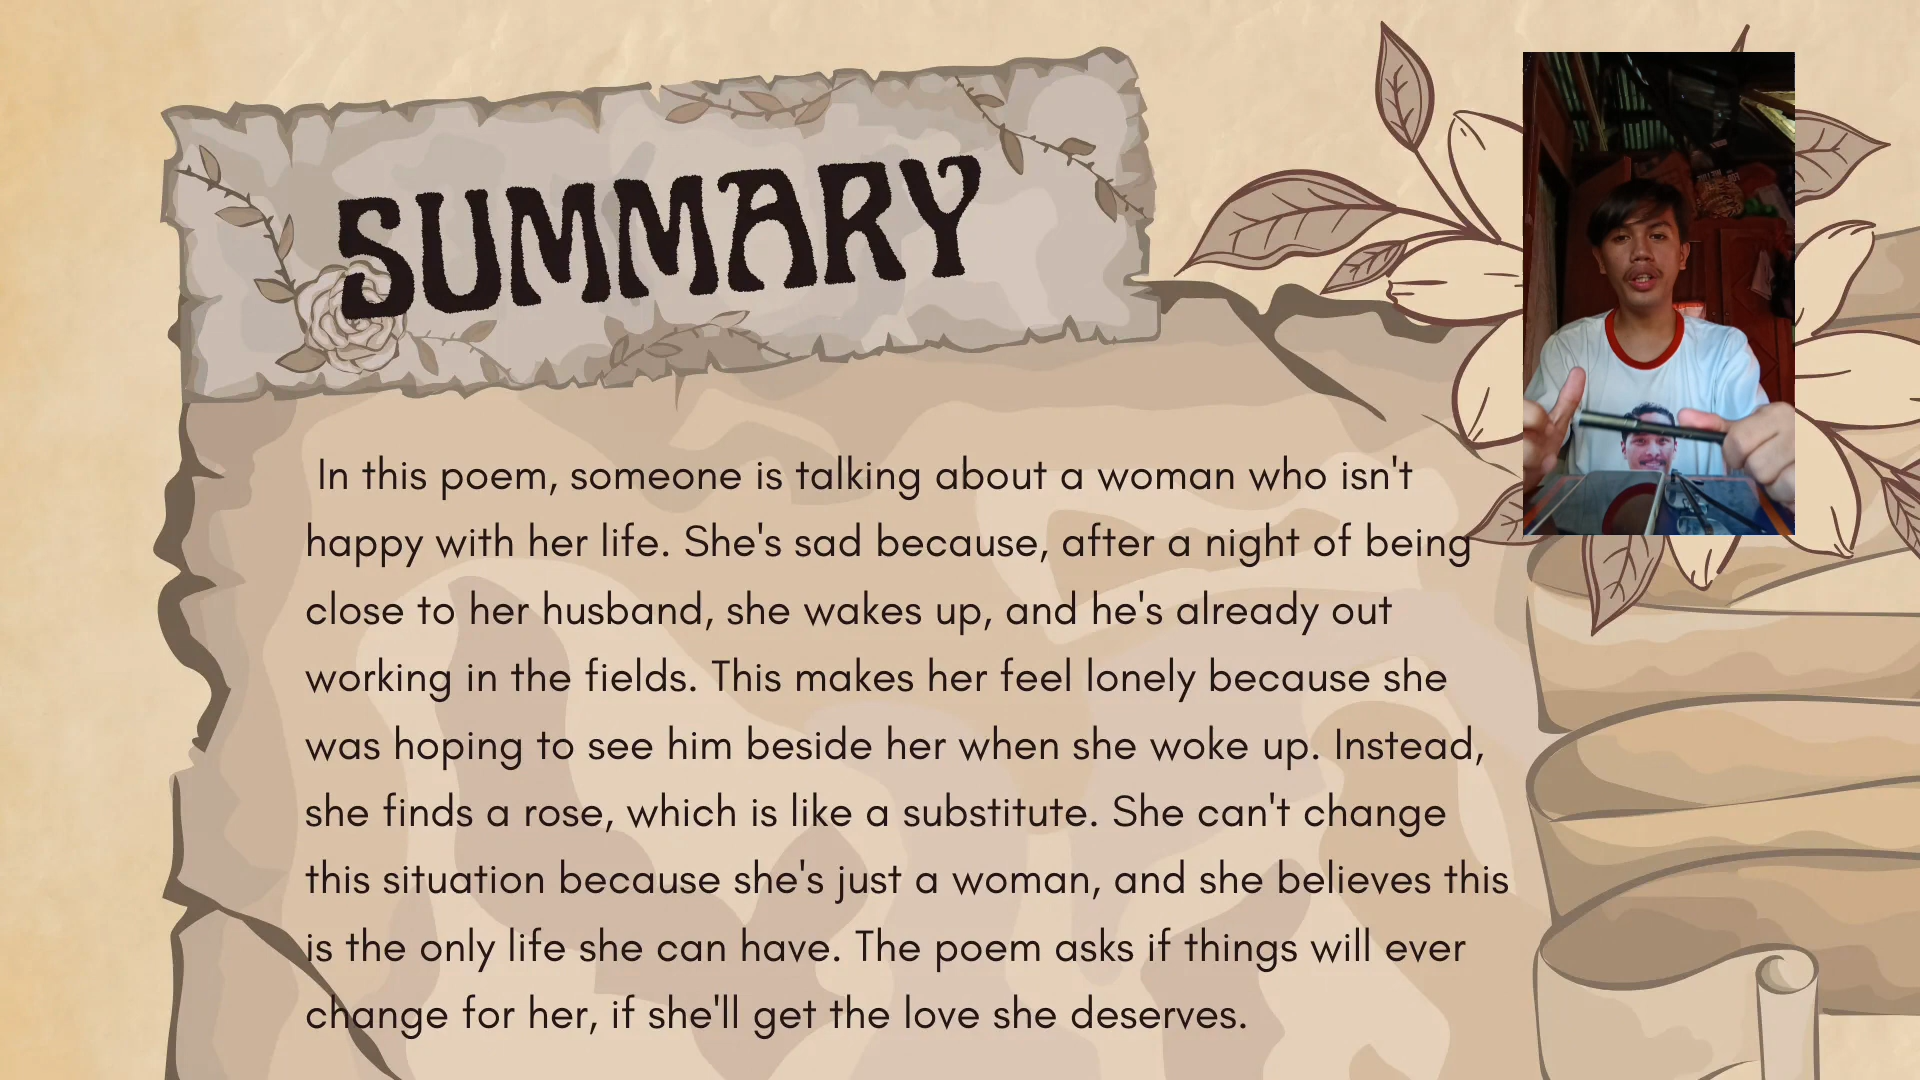 SUMMARY
In this poem, someone is talking about a woman who isn't
happy with her life. She's sad because, after a night of being
close to her husband, she wakes up, and he's already out
working in the fields. This makes her feel lonely because she
was hoping to see him beside her when she woke up. Instead,
she finds a rose, which is like a substitute. She can't change
this situation because she's just a woman, and she believes this
is the only life she can have. The poem asks if things will ever
change for her, if she'll get the love she deserves.